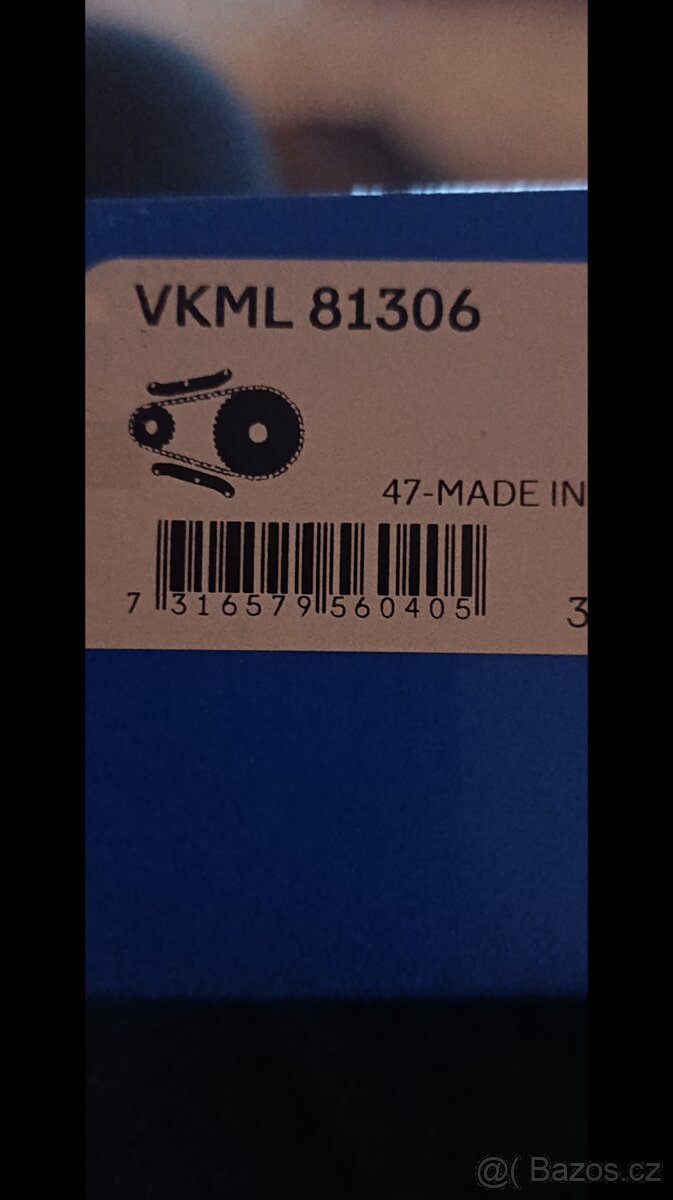 VKML 81306
47-MADE IN
7 316579 560405
3
@( Bazos.cz